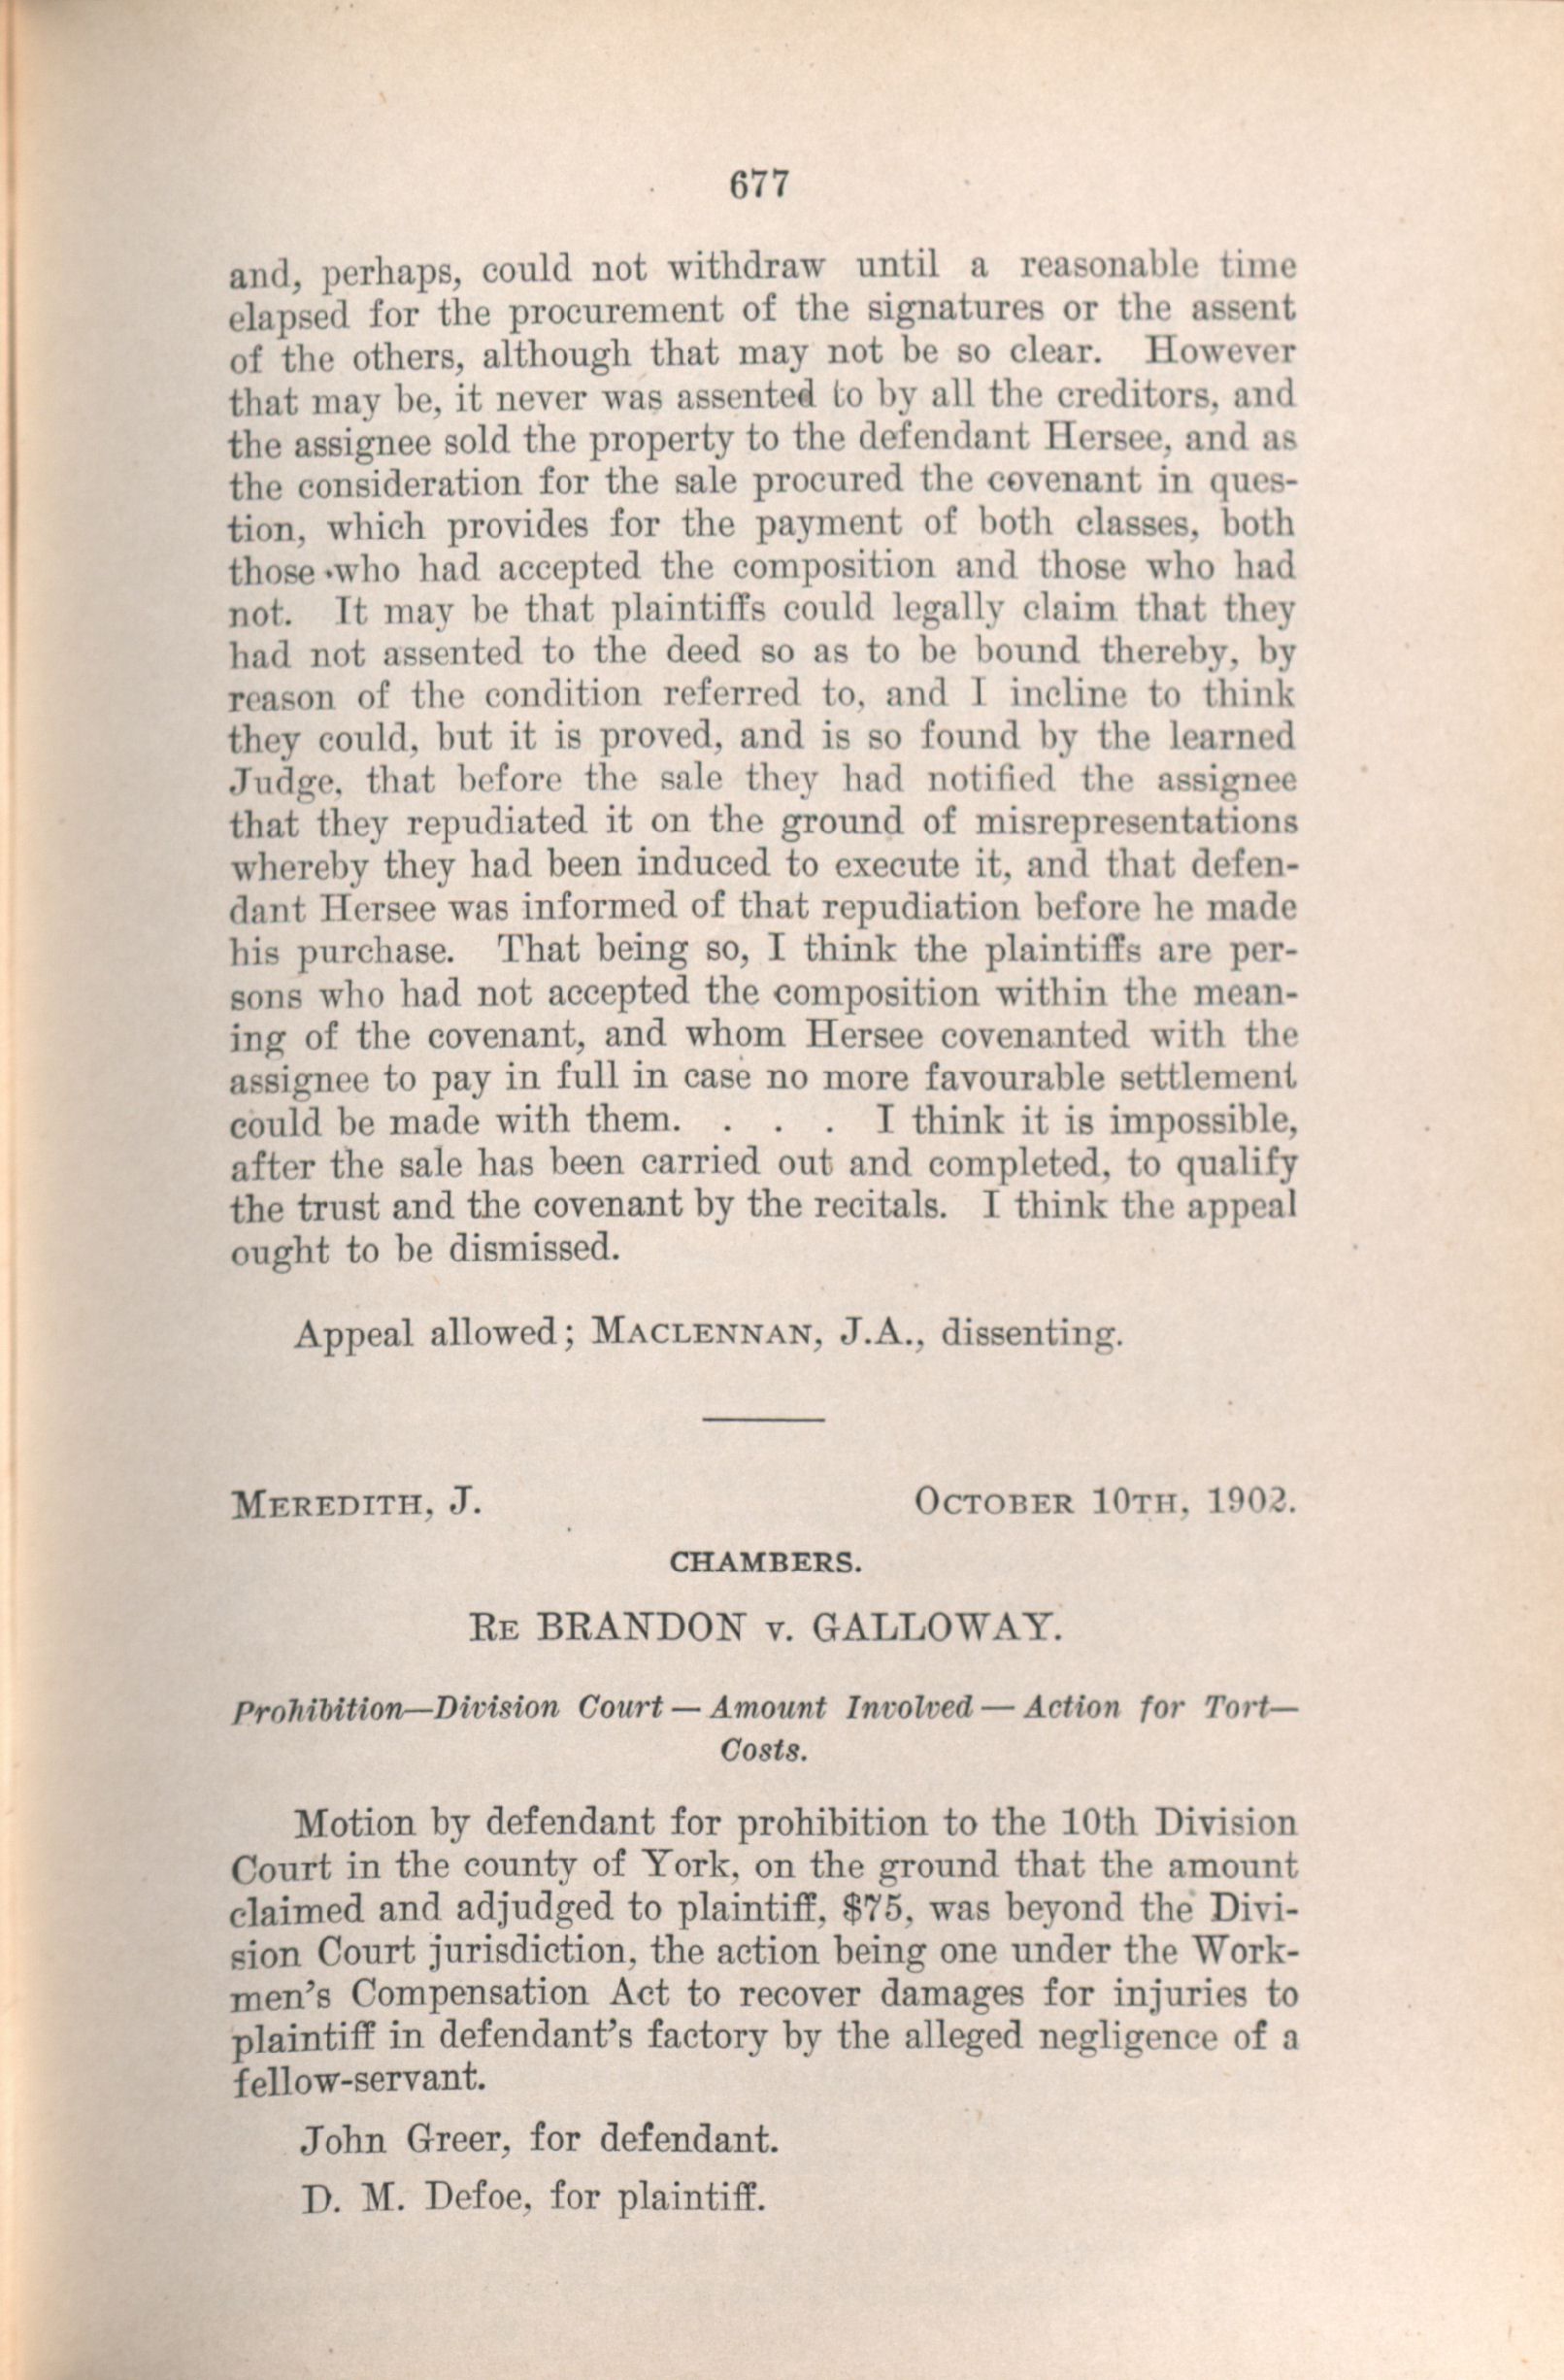 677
and, perhaps, could not withdraw until a reasonable time
elapsed for the procurement of the signatures or the assent
of the others, although that may not be so clear. However
that may be, it never was assented to by all the creditors, and
the assignee sold the property to the defendant Hersee, and as
the consideration for the sale procured the covenant in ques-
tion, which provides for the payment of both classes, both
those who had accepted the composition and those who had
not. It may be that plaintiffs could legally claim that they
had not assented to the deed so as to be bound thereby, by
reason of the condition referred to, and I incline to think
they could, but it is proved, and is so found by the learned
Judge, that before the sale they had notified the assignee
that they repudiated it on the ground of misrepresentations
whereby they had been induced to execute it, and that defen-
dant Hersee was informed of that repudiation before he made
his purchase. That being so, I think the plaintiffs are per-
sons who had not accepted the composition within the mean-
ing of the covenant, and whom Hersee covenanted with the
assignee to pay in full in case no more favourable settlement
could be made with them. . . . I think it is impossible,
after the sale has been carried out and completed, to qualify
the trust and the covenant by the recitals. I think the appeal
ought to be dismissed.
Appeal allowed; MACLENNAN, J.A., dissenting.
MEREDITH, J. OCTOBER 10TH, 1902.
CHAMBERS.
RE BRANDON v. GALLOWAY.
Prohibition—Division Court — Amount Involved — Action for Tort—
Costs.
Motion by defendant for prohibition to the 10th Division
Court in the county of York, on the ground that the amount
claimed and adjudged to plaintiff, $75, was beyond the Divi-
sion Court jurisdiction, the action being one under the Work-
men's Compensation Act to recover damages for injuries to
plaintiff in defendant's factory by the alleged negligence of a
fellow-servant.
John Greer, for defendant.
D. M. Defoe, for plaintiff.